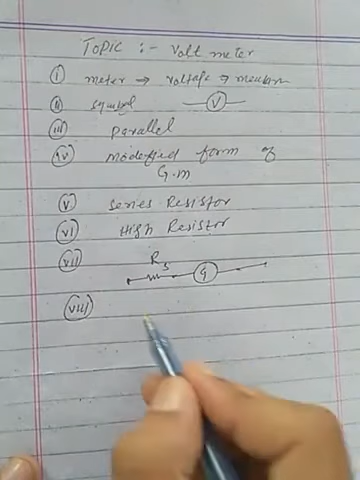 TOPIC :- Volt meter
(i) meter → voltage → measure
(ii) symbol V
(iii) parallel
(iv) modefied form of
G.M
(v) series Resistor
(vi) High Resistor
(vii) Rs G
(viii)